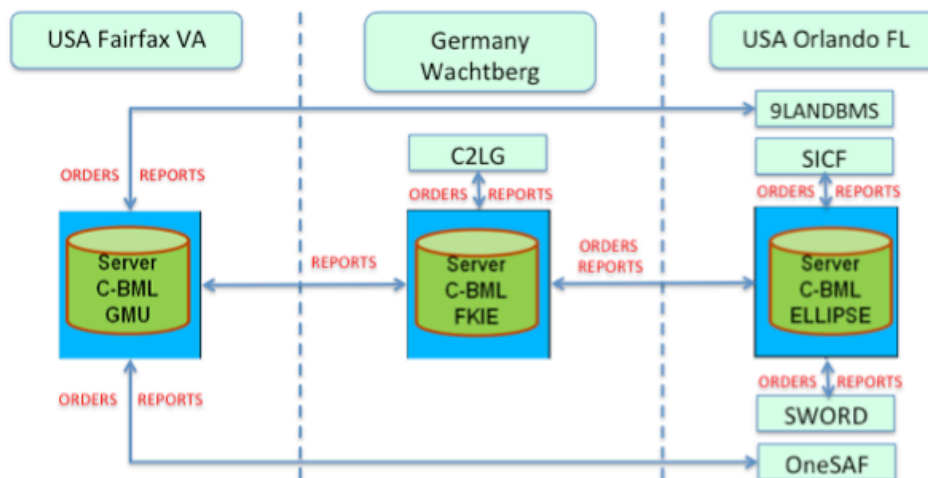 USA Fairfax VA
Germany
Wachtberg
USA Orlando FL
9LANDBMS
C2LG
SICF
ORDERS REPORTS
ORDERS REPORTS
ORDERS REPORTS
Server
C-BML
GMU
REPORTS
Server
C-BML
FKIE
ORDERS
REPORTS
Server
C-BML
ELLIPSE
ORDERS REPORTS
ORDERS REPORTS
SWORD
OneSAF